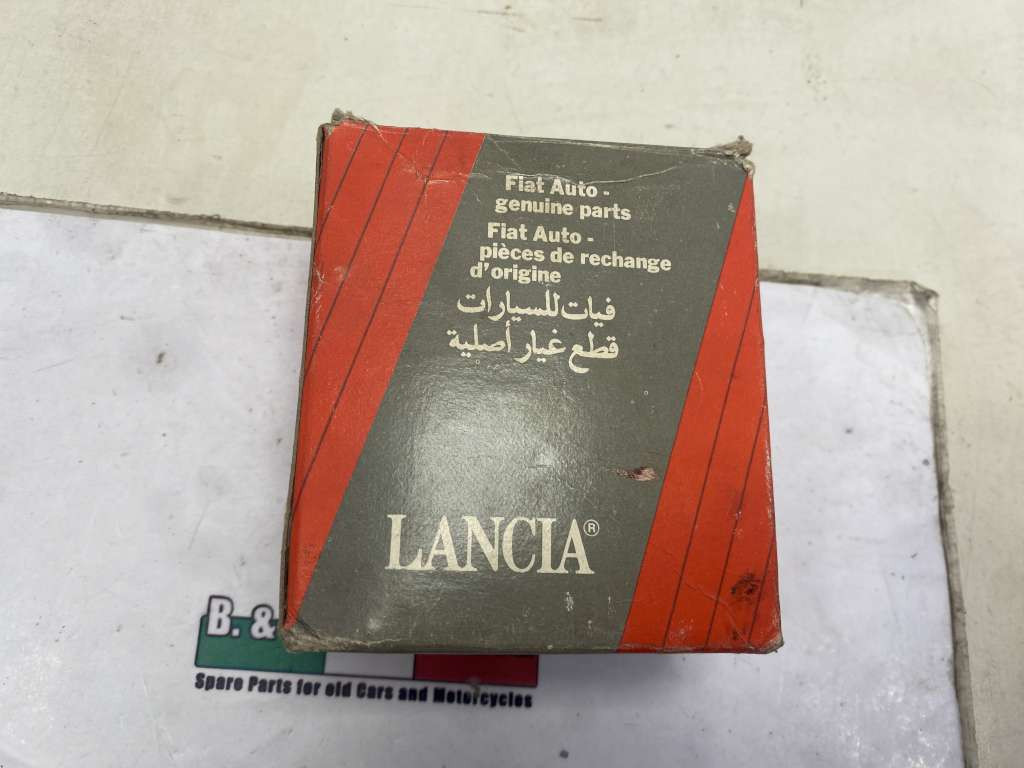 Fiat Auto -
genuine parts
Fiat Auto -
pièces de rechange
d'origine
فيات للسيارات
قطع غيار أصلية
LANCIA®
B. &
Spare Parts for old Cars and Motorcycles